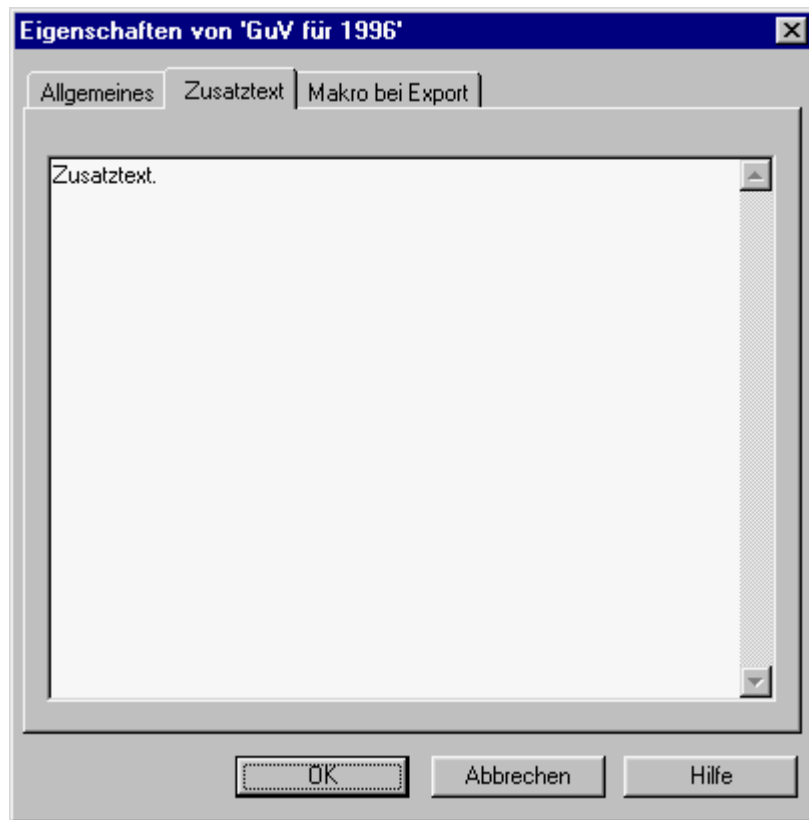 Eigenschaften von 'GuV für 1996'
Allgemeines Zusatztext Makro bei Export
Zusatztext.
OK Abbrechen Hilfe